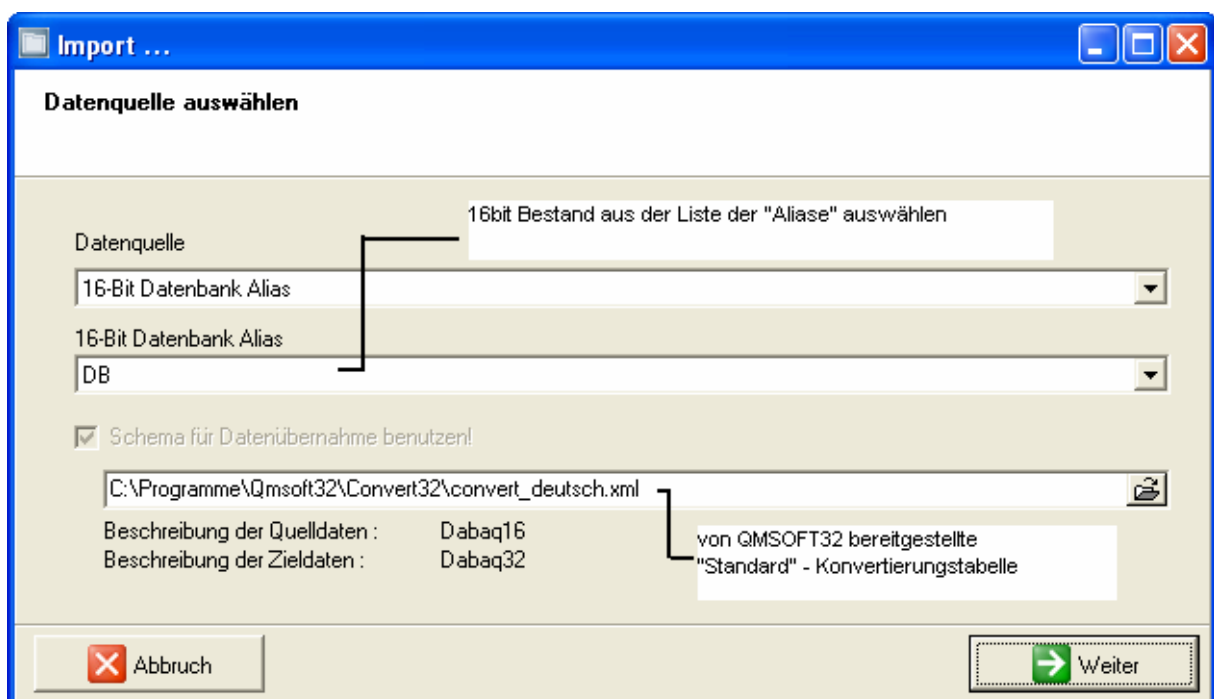 Import ...
Datenquelle auswählen
16bit Bestand aus der Liste der "Aliase" auswählen
Datenquelle
16-Bit Datenbank Alias
16-Bit Datenbank Alias
DB
Schema für Datenübernahme benutzen!
C:\Programme\Qmsoft32\Convert32\convert_deutsch.xml
Beschreibung der Quelldaten : Dabaq16
Beschreibung der Zieldaten : Dabaq32
von QMSOFT32 bereitgestellte
"Standard" - Konvertierungstabelle
Abbruch
Weiter